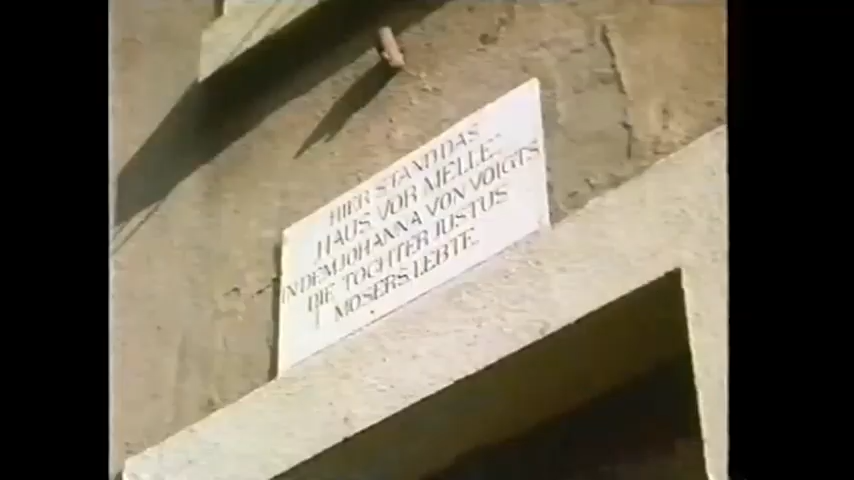 HIER STAND DAS
HAUS VOR MELLE..
IN DEM JOHANNA VON VOIGTS
DIE TOCHTER JUSTUS
MOSERS, LEBTE.